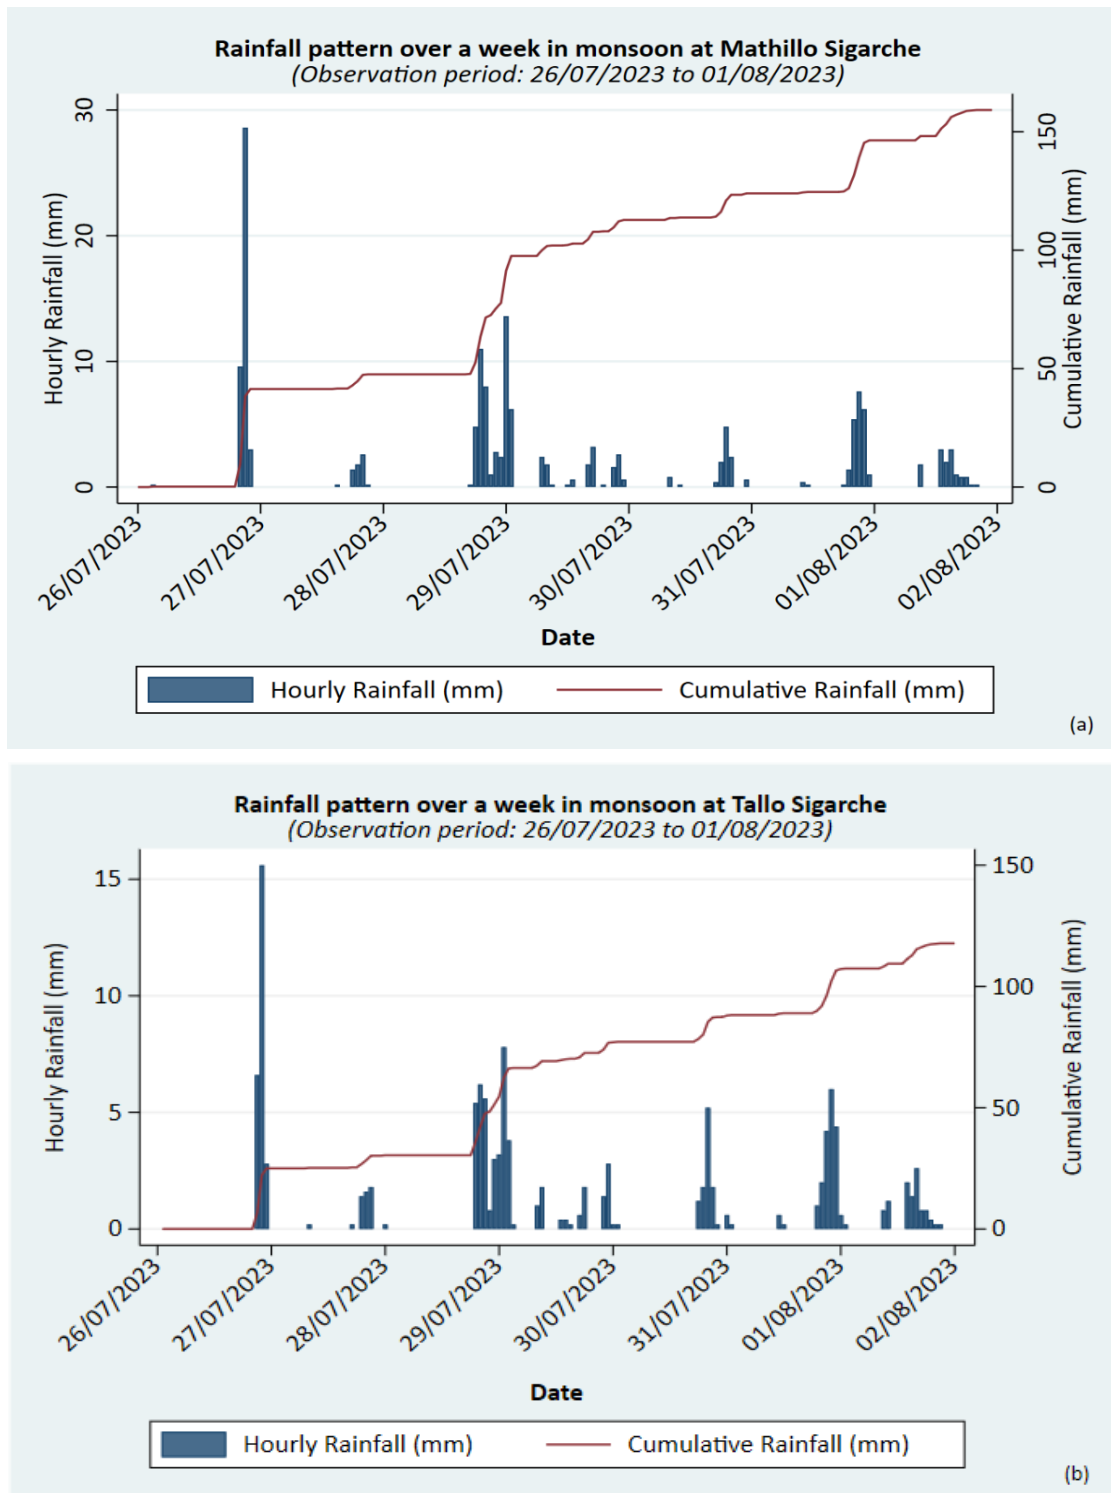 Rainfall pattern over a week in monsoon at Mathillo Sigarche
(Observation period: 26/07/2023 to 01/08/2023)
30
20
10
0
Hourly Rainfall (mm)
150
100
50
0
Cumulative Rainfall (mm)
26/07/2023
27/07/2023
28/07/2023
29/07/2023
30/07/2023
31/07/2023
01/08/2023
02/08/2023
Date
Hourly Rainfall (mm) Cumulative Rainfall (mm)
(a)
Rainfall pattern over a week in monsoon at Tallo Sigarche
(Observation period: 26/07/2023 to 01/08/2023)
15
10
5
0
Hourly Rainfall (mm)
150
100
50
0
Cumulative Rainfall (mm)
26/07/2023
27/07/2023
28/07/2023
29/07/2023
30/07/2023
31/07/2023
01/08/2023
02/08/2023
Date
Hourly Rainfall (mm) Cumulative Rainfall (mm)
(b)